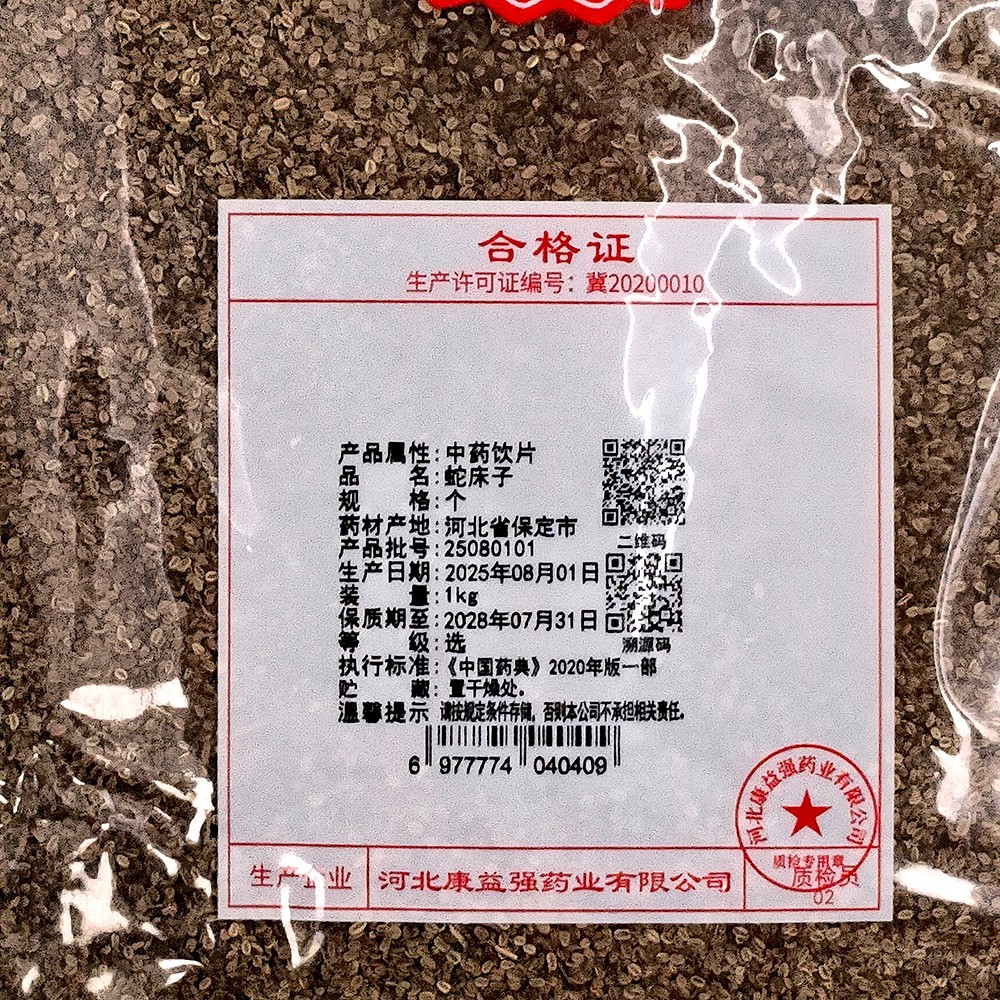 合格证
生产许可证编号：冀20200010
产品属性：中药饮片
品名：蛇床子
规格：个
药材产地：河北省保定市
产品批号：25080101
生产日期：2025年08月01日
装量：1kg
保质期至：2028年07月31日
等级：选
执行标准：《中国药典》2020年版一部
贮藏：置干燥处。
温馨提示 请按规定条件存储，否则本公司不承担相关责任。
二维码
溯源码
6 977774 040409
生产企业
河北康益强药业有限公司
河北康益强药业有限公司
质检专用章
质检员
02